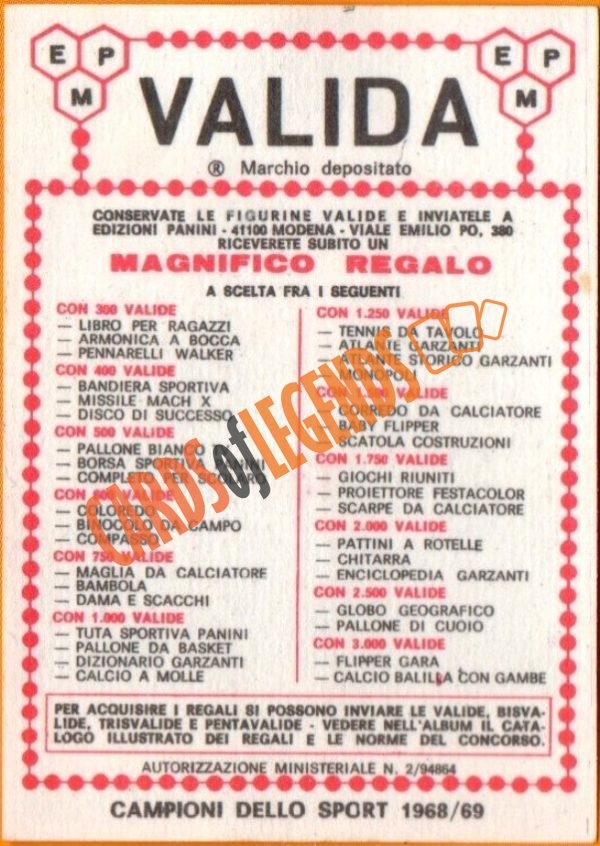 E P
M
VALIDA
E P
M
® Marchio depositato
CONSERVATE LE FIGURINE VALIDE E INVIATELE A
EDIZIONI PANINI - 41100 MODENA - VIALE EMILIO PO, 380
RICEVERETE SUBITO UN
MAGNIFICO REGALO
A SCELTA FRA I SEGUENTI
CON 300 VALIDE
— LIBRO PER RAGAZZI
— ARMONICA A BOCCA
— PENNARELLI WALKER
CON 400 VALIDE
— BANDIERA SPORTIVA
— MISSILE MACH X
— DISCO DI SUCCESSO
CON 500 VALIDE
— PALLONE BIANCO
— BORSA SPORTIVA PANINI
— COMPLETO PER SCOLARO
CON 600 VALIDE
— COLOREDO
— BINOCOLO DA CAMPO
— COMPASSO
CON 750 VALIDE
— MAGLIA DA CALCIATORE
— BAMBOLA
— DAMA E SCACCHI
CON 1.000 VALIDE
— TUTA SPORTIVA PANINI
— PALLONE DA BASKET
— DIZIONARIO GARZANTI
— CALCIO A MOLLE
CON 1.250 VALIDE
— TENNIS DA TAVOLO
— ATLANTE GARZANTI
— ATLANTE STORICO GARZANTI
— MONOPOLI
CON 1.500 VALIDE
— CORREDO DA CALCIATORE
— BABY FLIPPER
— SCATOLA COSTRUZIONI
CON 1.750 VALIDE
— GIOCHI RIUNITI
— PROIETTORE FESTACOLOR
— SCARPE DA CALCIATORE
CON 2.000 VALIDE
— PATTINI A ROTELLE
— CHITARRA
— ENCICLOPEDIA GARZANTI
CON 2.500 VALIDE
— GLOBO GEOGRAFICO
— PALLONE DI CUOIO
CON 3.000 VALIDE
— FLIPPER GARA
— CALCIO BALILLA CON GAMBE
PER ACQUISIRE I REGALI SI POSSONO INVIARE LE VALIDE, BISVA-
LIDE, TRISVALIDE E PENTAVALIDE - VEDERE NELL'ALBUM IL CATA-
LOGO ILLUSTRATO DEI REGALI E LE NORME DEL CONCORSO.
AUTORIZZAZIONE MINISTERIALE N. 2/94864
CAMPIONI DELLO SPORT 1968/69
CARDS of LEGENDS